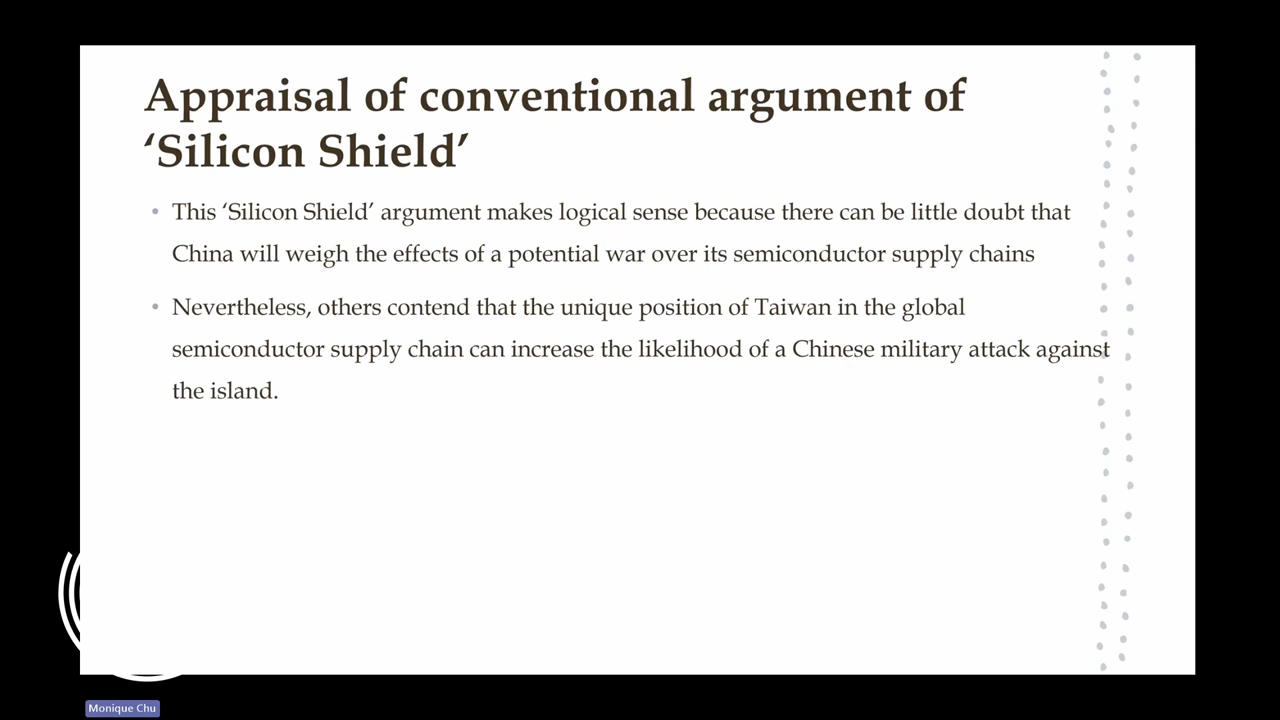 Appraisal of conventional argument of
‘Silicon Shield’
• This ‘Silicon Shield’ argument makes logical sense because there can be little doubt that
China will weigh the effects of a potential war over its semiconductor supply chains
• Nevertheless, others contend that the unique position of Taiwan in the global
semiconductor supply chain can increase the likelihood of a Chinese military attack against
the island.
Monique Chu